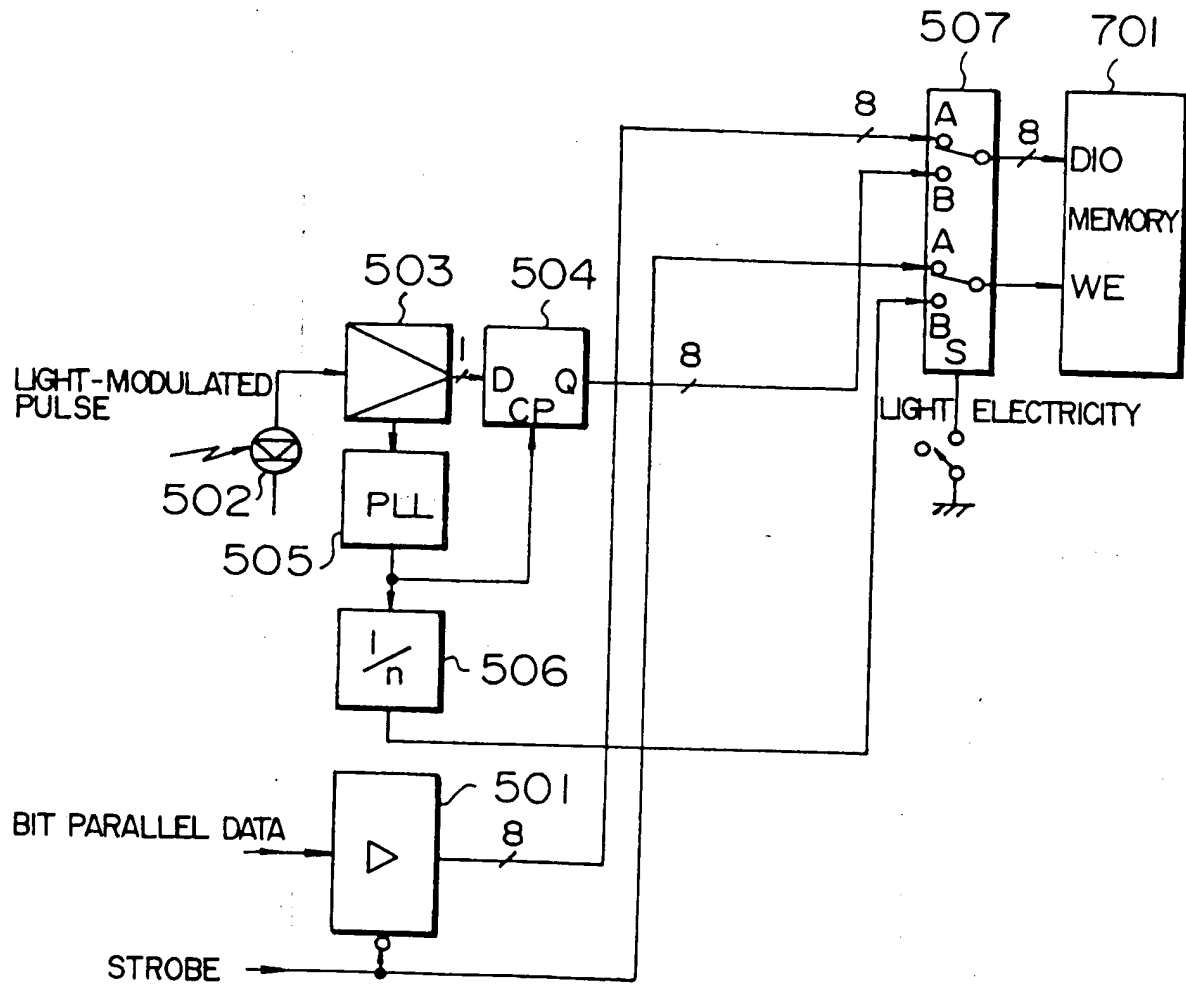 507
701
8
A
8
DIO
B
MEMORY
A
503
504
WE
B
1
8
S
D
Q
LIGHT-MODULATED
PULSE
CP
LIGHT
ELECTRICITY
502
PLL
505
1/n
506
501
BIT PARALLEL DATA
8
STROBE